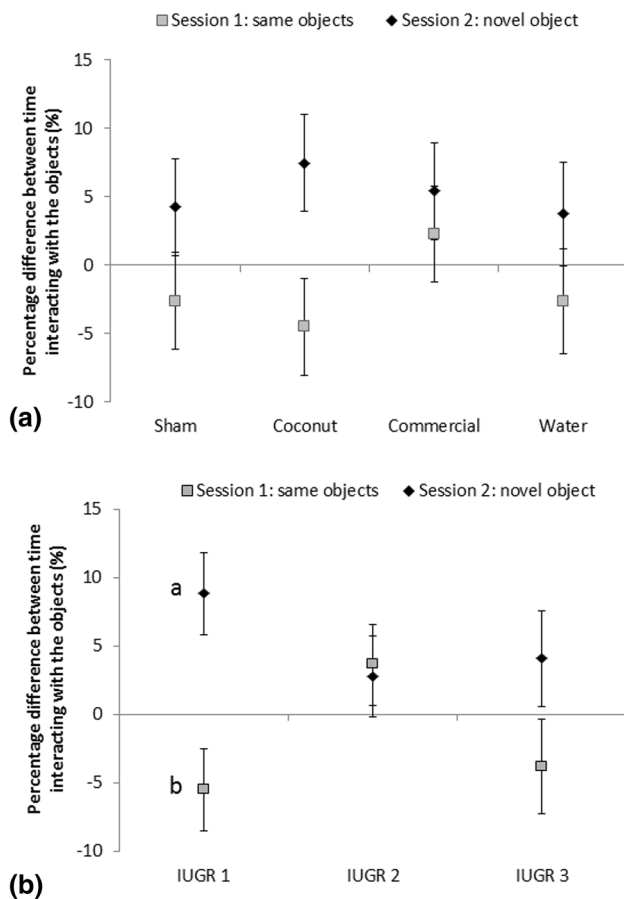 Session 1: same objects Session 2: novel object
Percentage difference between time
interacting with the objects (%)
15
10
5
0
-5
-10
Sham Coconut Commercial Water
(a)
Session 1: same objects Session 2: novel object
Percentage difference between time
interacting with the objects (%)
15
10
5
0
-5
-10
a
b
IUGR 1 IUGR 2 IUGR 3
(b)